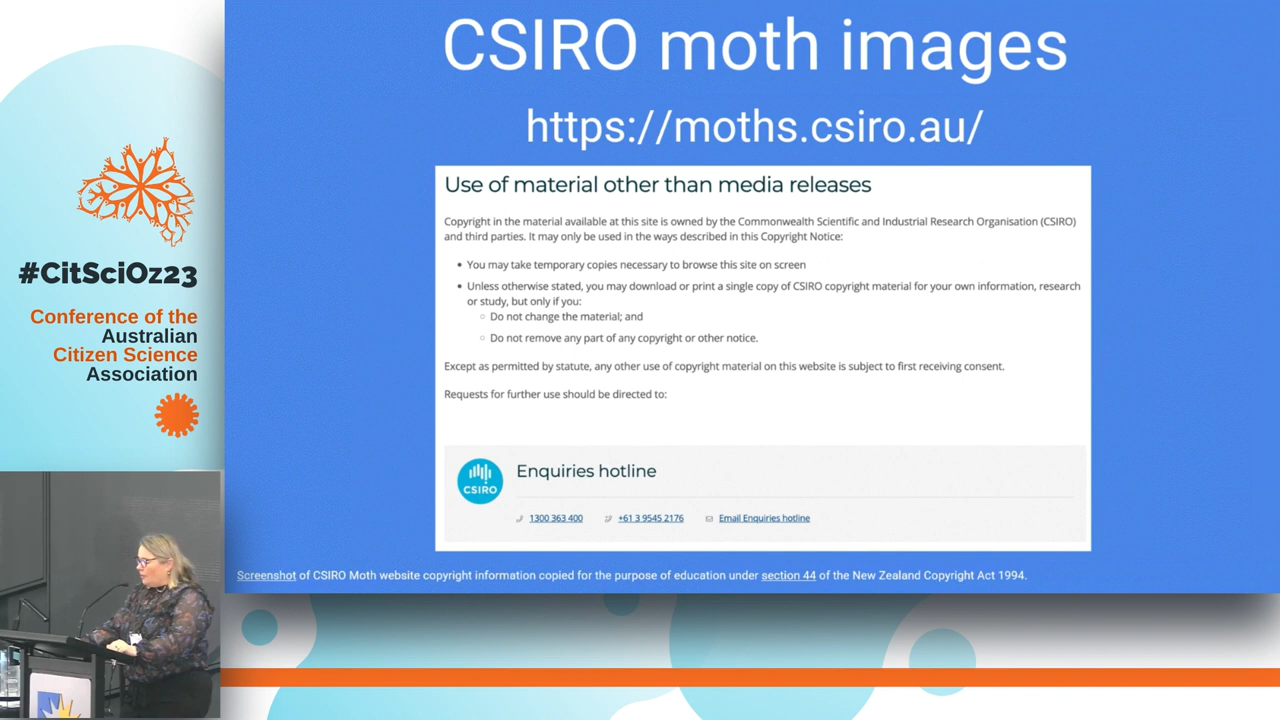 CSIRO moth images
https://moths.csiro.au/
Use of material other than media releases
Copyright in the material available at this site is owned by the Commonwealth Scientific and Industrial Research Organisation (CSIRO)
and third parties. It may only be used in the ways described in this Copyright Notice:
• You may take temporary copies necessary to browse this site on screen
• Unless otherwise stated, you may download or print a single copy of CSIRO copyright material for your own information, research
or study, but only if you:
○ Do not change the material; and
○ Do not remove any part of any copyright or other notice.
Except as permitted by statute, any other use of copyright material on this website is subject to first receiving consent.
Requests for further use should be directed to:
CSIRO
Enquiries hotline
1300 363 400
+61 3 9545 2176
Email Enquiries hotline
Screenshot of CSIRO Moth website copyright information copied for the purpose of education under section 44 of the New Zealand Copyright Act 1994.
#CitSciOz23
Conference of the
Australian
Citizen Science
Association